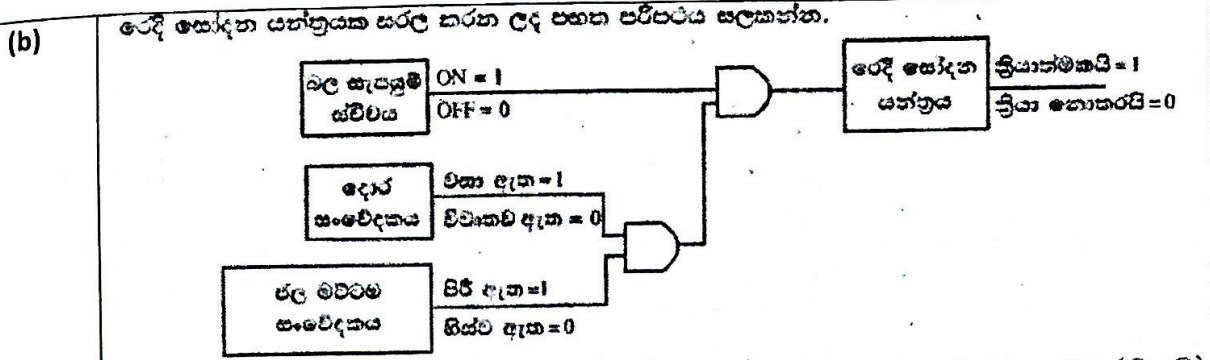 (b)
රෙදි සෝදන යන්ත්‍රයක සරල කරන ලද පහත පරිපථය සලකන්න.
බල සැපයුම්
ස්විචය
ON = 1
OFF = 0
රෙදි සෝදන
යන්ත්‍රය
ක්‍රියාත්මකයි = 1
ක්‍රියා නොකරයි = 0
දොර
සංවේදකය
වසා ඇත = 1
විවෘතව ඇත = 0
ජල මට්ටම
සංවේදකය
පිරී ඇත = 1
හිස්ව ඇත = 0